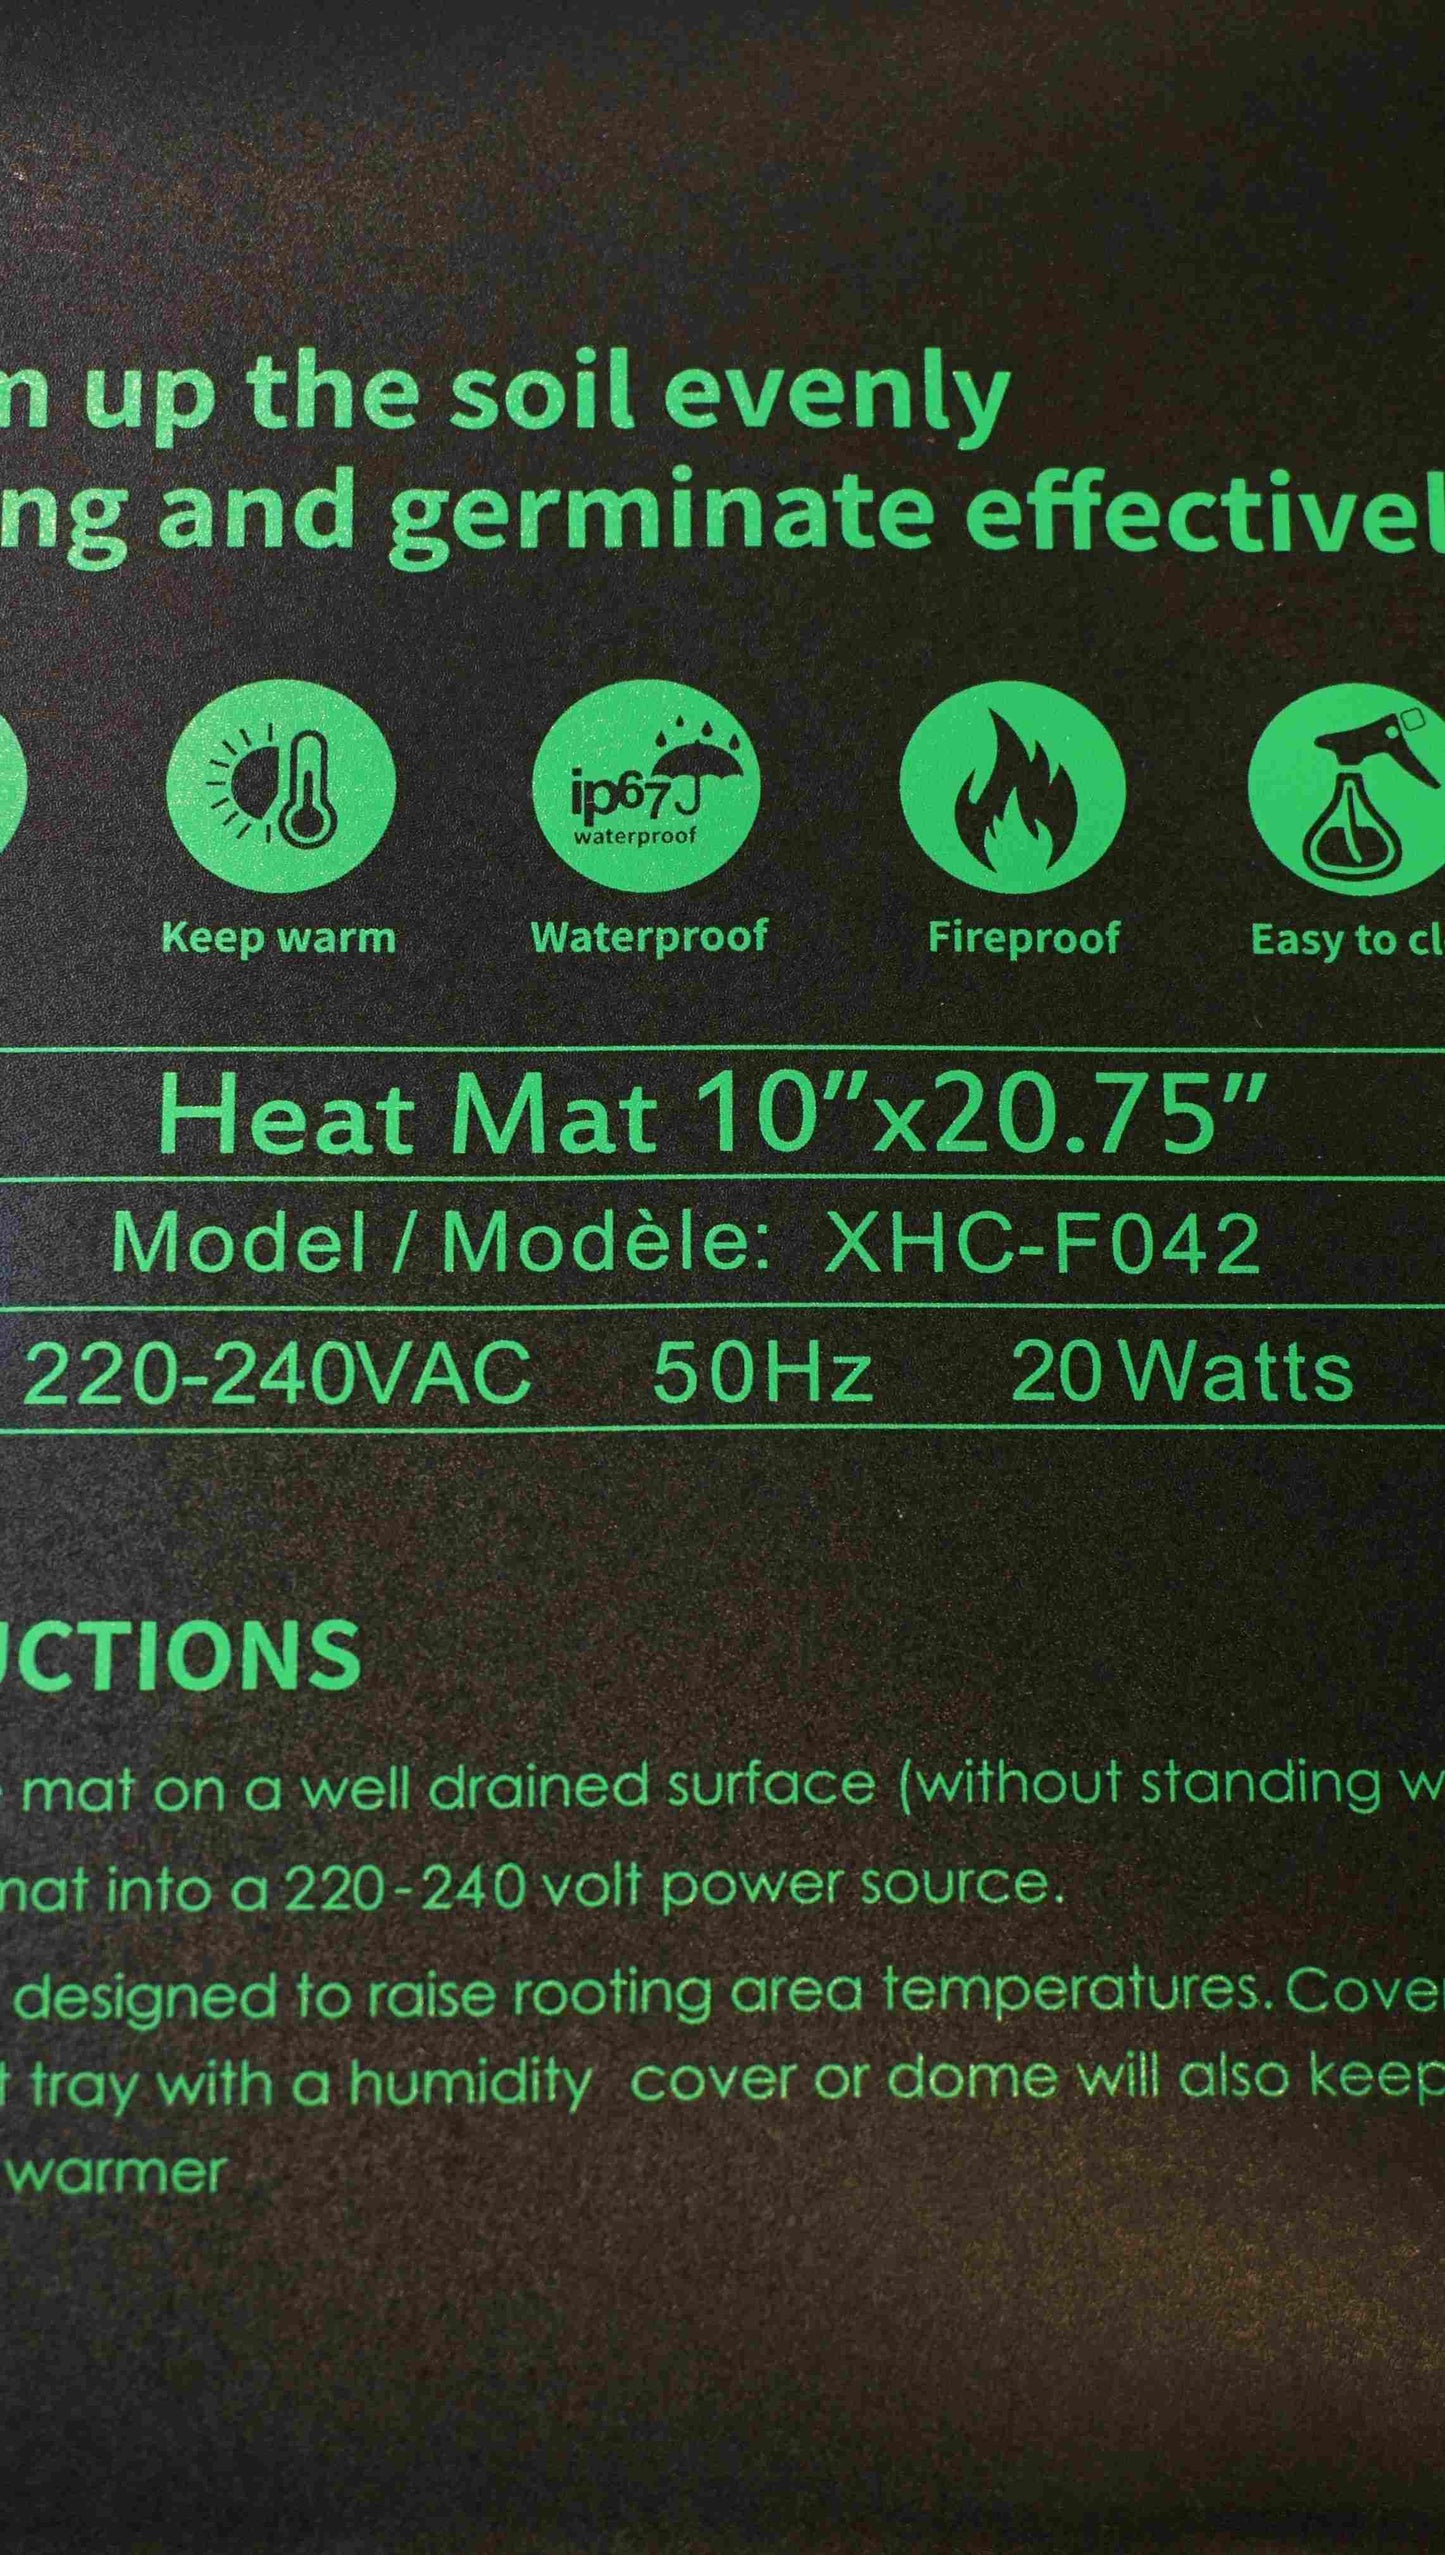 up the soil evenly
and germinate effectivel
ip67
waterproof
Keep warm
Waterproof
Fireproof
Easy to cl
Heat Mat 10”x20.75”
Model / Modèle: XHC-F042
220-240VAC 50Hz 20 Watts
UCTIONS
mat on a well drained surface (without standing w
mat into a 220-240 volt power source.
designed to raise rooting area temperatures. Cove
tray with a humidity cover or dome will also keep
warmer